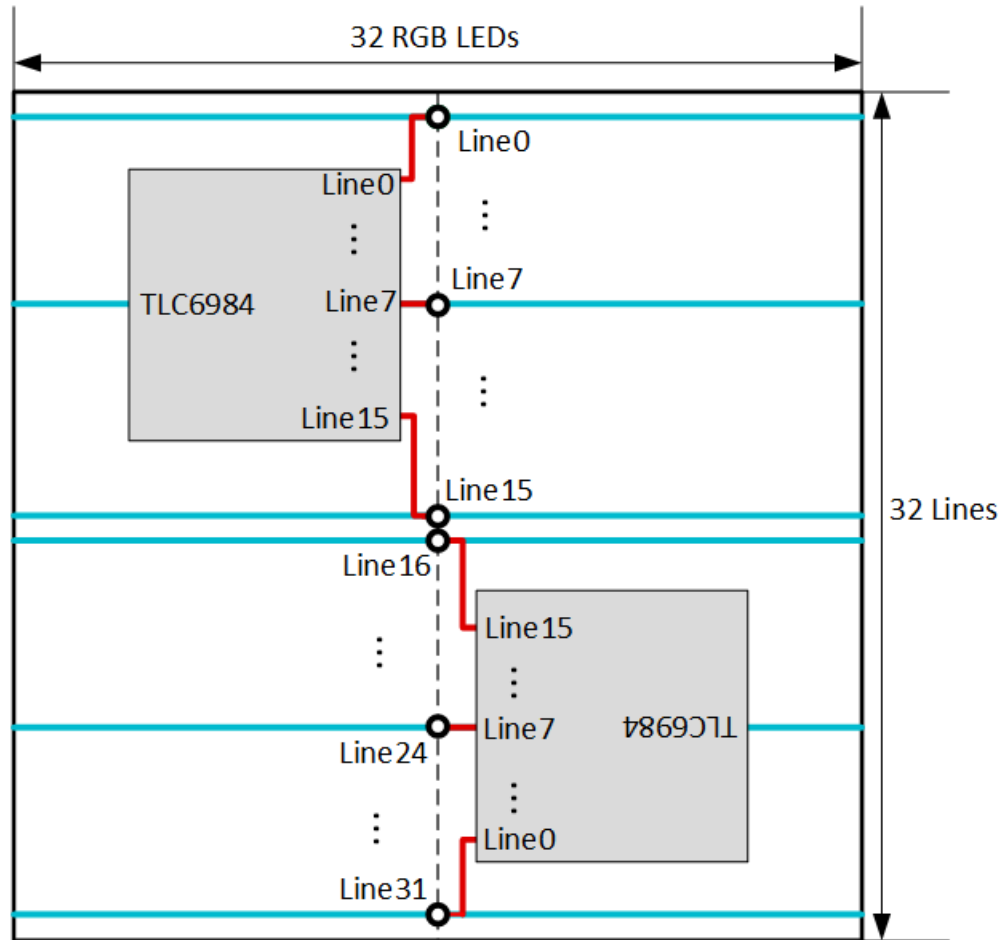 32 RGB LEDs
Line0
Line0
⋮
⋮
TLC6984
Line7
Line7
⋮
⋮
Line15
Line15
32 Lines
Line16
Line15
⋮
⋮
Line7
TLC6984
Line24
⋮
⋮
Line0
Line31